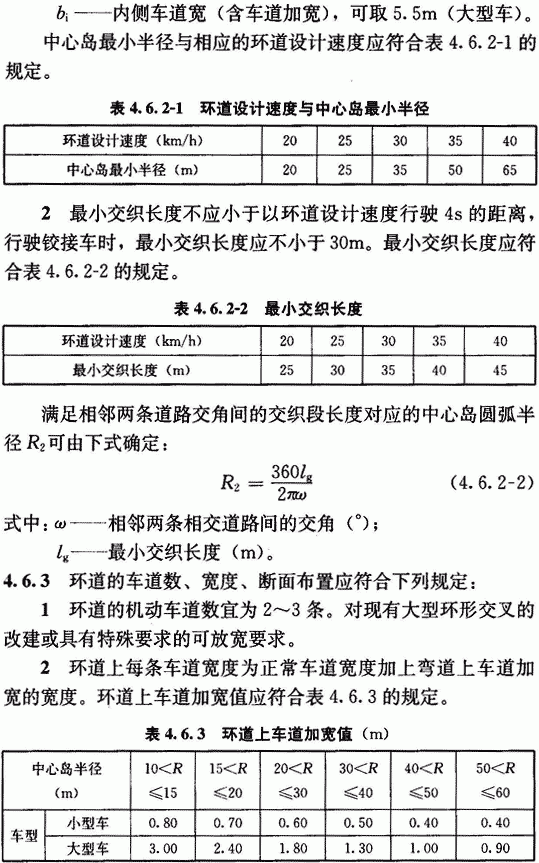 bi——内侧车道宽（含车道加宽），可取5.5m（大型车）。
中心岛最小半径与相应的环道设计速度应符合表4.6.2-1的
规定。
表4.6.2-1 环道设计速度与中心岛最小半径
环道设计速度（km/h） 20 25 30 35 40
中心岛最小半径（m） 20 25 35 50 65
2 最小交织长度不应小于以环道设计速度行驶4s的距离，
行驶铰接车时，最小交织长度应不小于30m。最小交织长度应符
合表4.6.2-2的规定。
表4.6.2-2 最小交织长度
环道设计速度（km/h） 20 25 30 35 40
最小交织长度（m） 25 30 35 40 45
满足相邻两条道路交角间的交织段长度对应的中心岛圆弧半
径R2可由下式确定：
R2 = 360lg / 2πω （4.6.2-2）
式中：ω——相邻两条相交道路间的交角（°）；
lg——最小交织长度（m）。
4.6.3 环道的车道数、宽度、断面布置应符合下列规定：
1 环道的机动车道数宜为2～3条。对现有大型环形交叉的
改建或具有特殊要求的可放宽要求。
2 环道上每条车道宽度为正常车道宽度加上弯道上车道加
宽的宽度。环道上车道加宽值应符合表4.6.3的规定。
表4.6.3 环道上车道加宽值（m）
中心岛半径 10<R 15<R 20<R 30<R 40<R 50<R
（m） ≤15 ≤20 ≤30 ≤40 ≤50 ≤60
车型 小型车 0.80 0.70 0.60 0.50 0.40 0.40
大型车 3.00 2.40 1.80 1.30 1.00 0.90